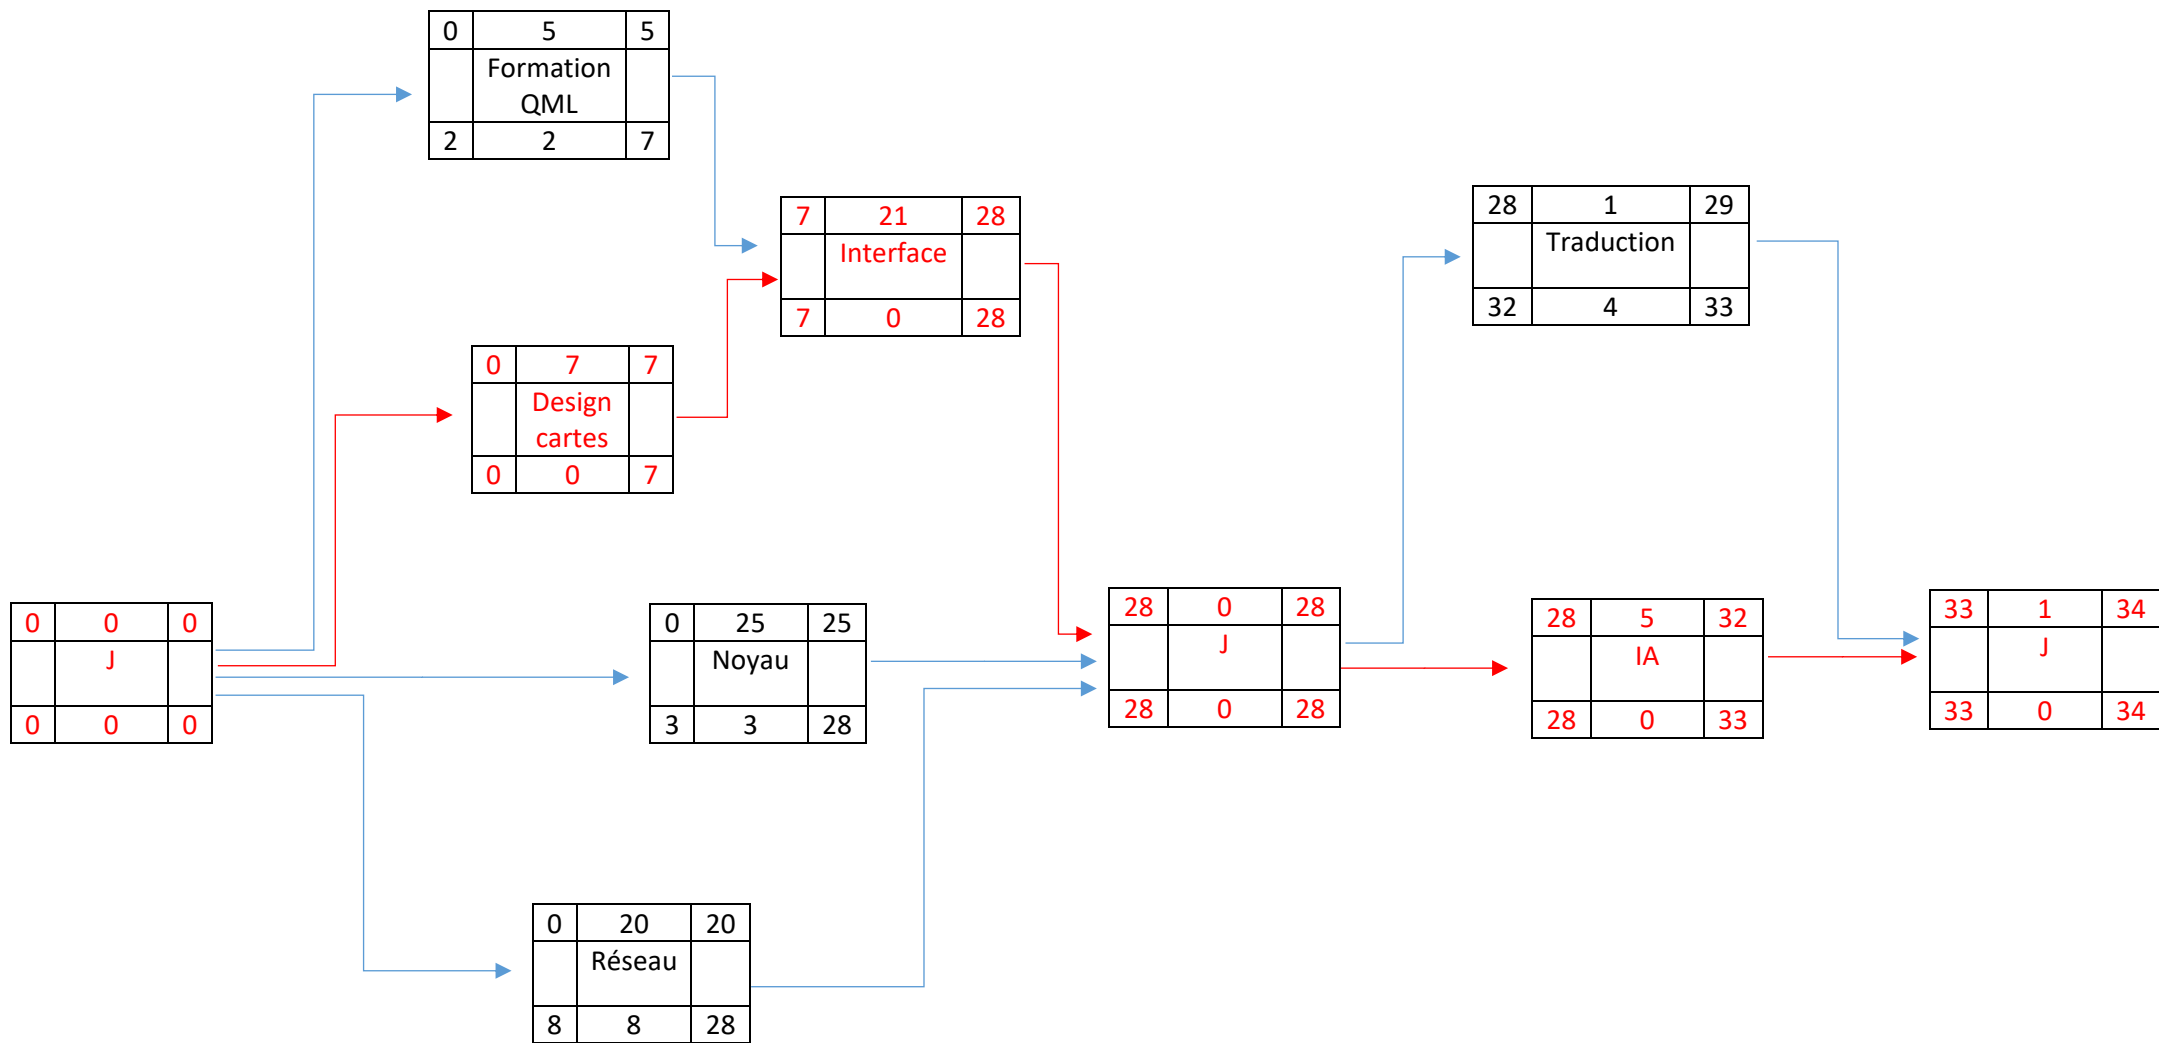 0 5 5
Formation
QML
2 2 7
7 21 28
Interface
7 0 28
28 1 29
Traduction
32 4 33
0 7 7
Design
cartes
0 0 7
0 0 0
J
0 0 0
0 25 25
Noyau
3 3 28
28 0 28
J
28 0 28
28 5 32
IA
28 0 33
33 1 34
J
33 0 34
0 20 20
Réseau
8 8 28